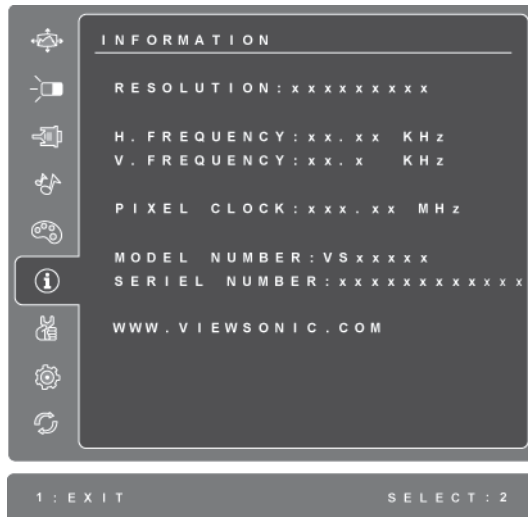 INFORMATION
RESOLUTION:xxxxxxxxx
H.FREQUENCY:xx.xx KHz
V.FREQUENCY:xx.x KHz
PIXEL CLOCK:xxx.xx MHz
MODEL NUMBER:VSxxxxx
SERIEL NUMBER:xxxxxxxxxxxx
WWW.VIEWSONIC.COM
1:EXIT SELECT:2